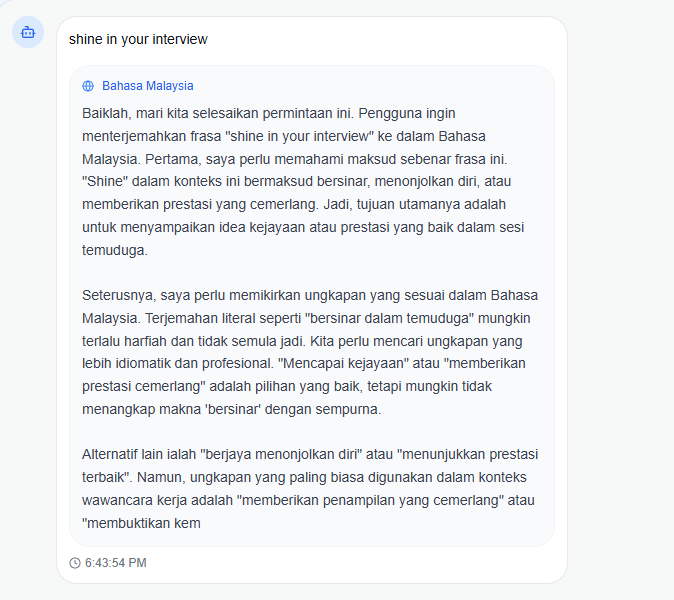 shine in your interview
Bahasa Malaysia
Baiklah, mari kita selesaikan permintaan ini. Pengguna ingin
menterjemahkan frasa "shine in your interview" ke dalam Bahasa
Malaysia. Pertama, saya perlu memahami maksud sebenar frasa ini.
"Shine" dalam konteks ini bermaksud bersinar, menonjolkan diri, atau
memberikan prestasi yang cemerlang. Jadi, tujuan utamanya adalah
untuk menyampaikan idea kejayaan atau prestasi yang baik dalam sesi
temuduga.
Seterusnya, saya perlu memikirkan ungkapan yang sesuai dalam Bahasa
Malaysia. Terjemahan literal seperti "bersinar dalam temuduga" mungkin
terlalu harfiah dan tidak semula jadi. Kita perlu mencari ungkapan yang
lebih idiomatik dan profesional. "Mencapai kejayaan" atau "memberikan
prestasi cemerlang" adalah pilihan yang baik, tetapi mungkin tidak
menangkap makna 'bersinar' dengan sempurna.
Alternatif lain ialah "berjaya menonjolkan diri" atau "menunjukkan prestasi
terbaik". Namun, ungkapan yang paling biasa digunakan dalam konteks
wawancara kerja adalah "memberikan penampilan yang cemerlang" atau
"membuktikan kem
6:43:54 PM